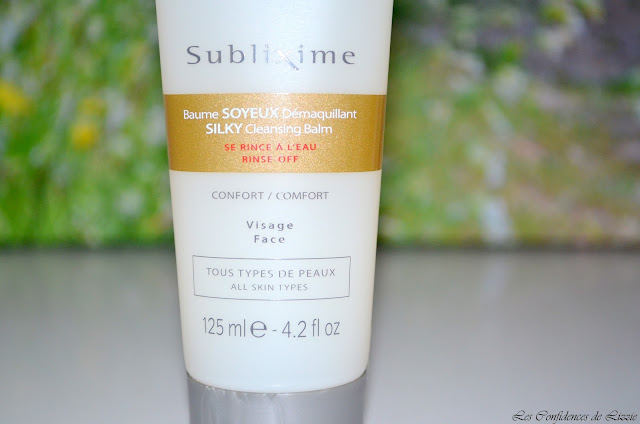 Sublixime
Baume SOYEUX Démaquillant
SILKY Cleansing Balm
SE RINCE À L'EAU
RINSE-OFF
CONFORT / COMFORT
Visage
Face
TOUS TYPES DE PEAUX
ALL SKIN TYPES
125 ml e - 4.2 fl oz
Les Confidences de Lizzie